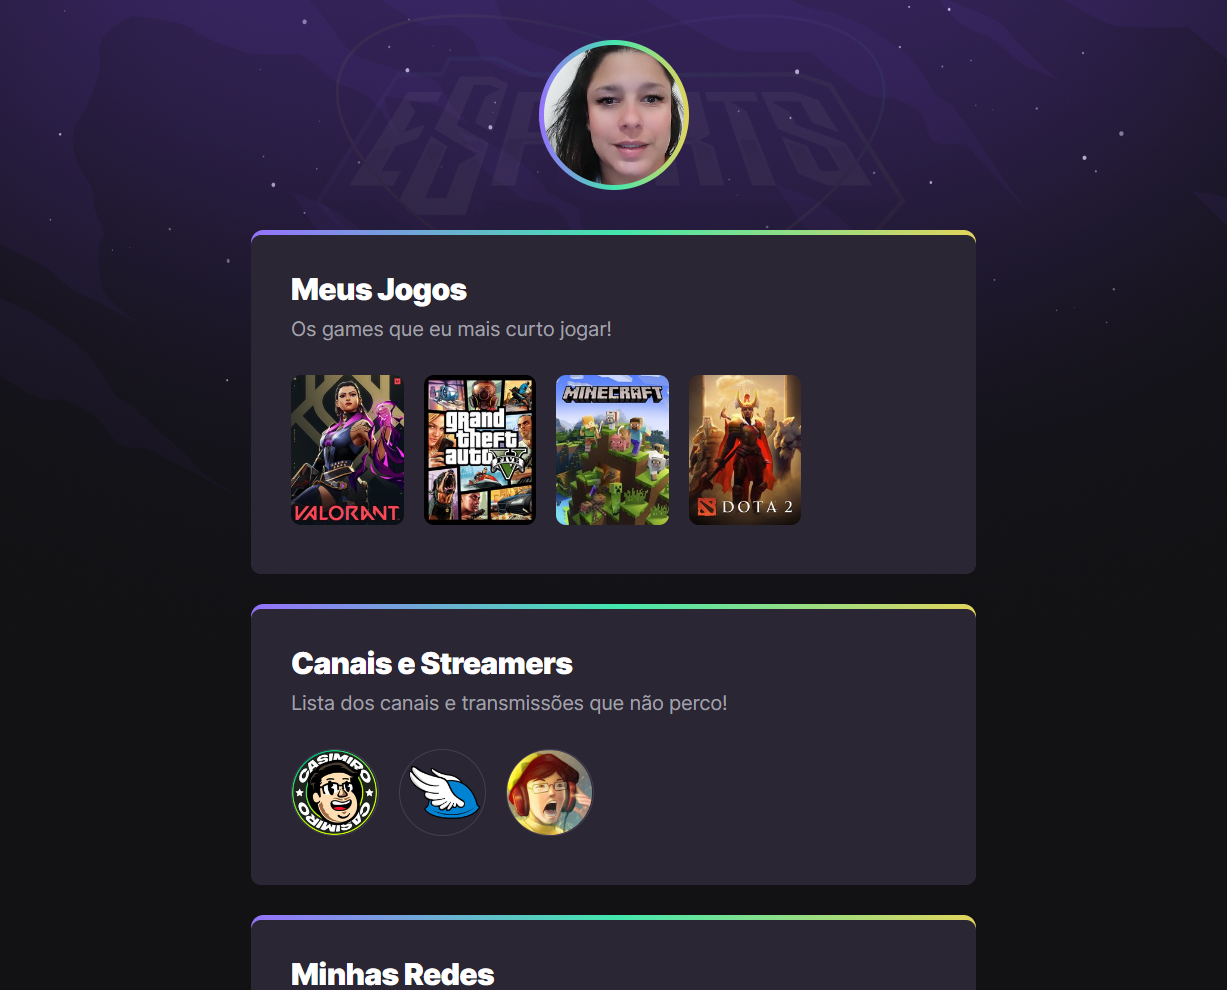 ESPORTS
Meus Jogos
Os games que eu mais curto jogar!
VALORANT
grand
theft
auto
V
FIVE
MINECRAFT
DOTA 2
Canais e Streamers
Lista dos canais e transmissões que não perco!
CASIMIRO
CASIMIRO
Minhas Redes